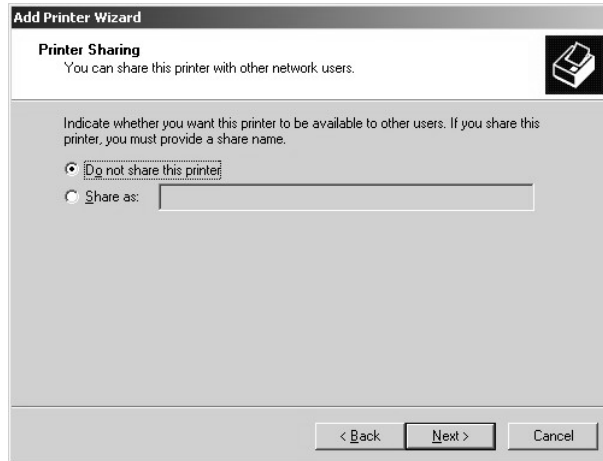 Add Printer Wizard
Printer Sharing
You can share this printer with other network users.
Indicate whether you want this printer to be available to other users. If you share this
printer, you must provide a share name.
Do not share this printer
Share as:
< Back
Next >
Cancel